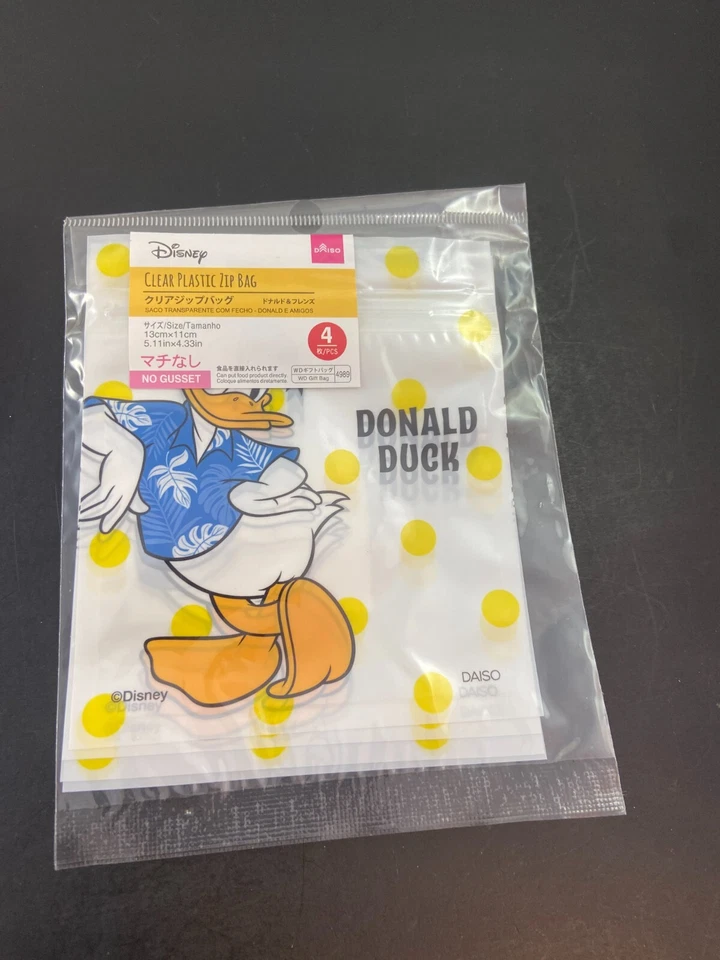 Disney
DAISO
CLEAR PLASTIC ZIP BAG
クリアジップバッグ ドナルド&フレンズ
SACO TRANSPARENTE COM FECHO - DONALD E AMIGOS
サイズ/Size/Tamanho
13cm×11cm
5.11in×4.33in
4
枚/PCS
マチなし
NO GUSSET
食品を直接入れられます
Can put food product directly.
Coloque alimentos diretamente.
WDギフトバッグ
WD Gift Bag
4989
DONALD
DUCK
©Disney
DAISO